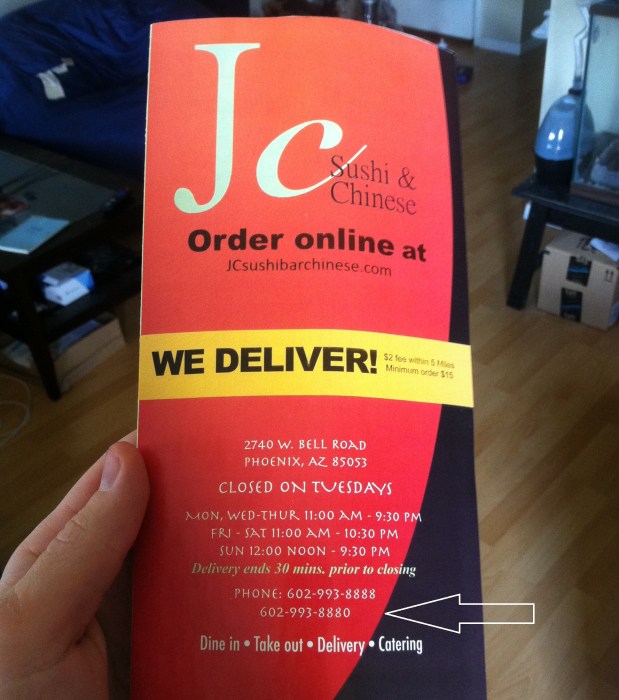 Jc
Sushi &
Chinese
Order online at
JCsushibarchinese.com
WE DELIVER!
$2 fee within 5 Miles
Minimum order $15
2740 W. BELL ROAD
PHOENIX, AZ 85053
CLOSED ON TUESDAYS
MON, WED-THUR 11:00 AM - 9:30 PM
FRI - SAT 11:00 AM - 10:30 PM
SUN 12:00 NOON - 9:30 PM
Delivery ends 30 mins. prior to closing
PHONE: 602-993-8888
602-993-8880
Dine in • Take out • Delivery • Catering